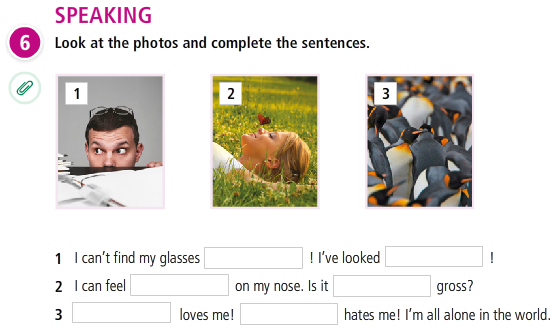 SPEAKING
6 Look at the photos and complete the sentences.
1 2 3
1 I can't find my glasses ! I've looked !
2 I can feel on my nose. Is it gross?
3 loves me! hates me! I'm all alone in the world.